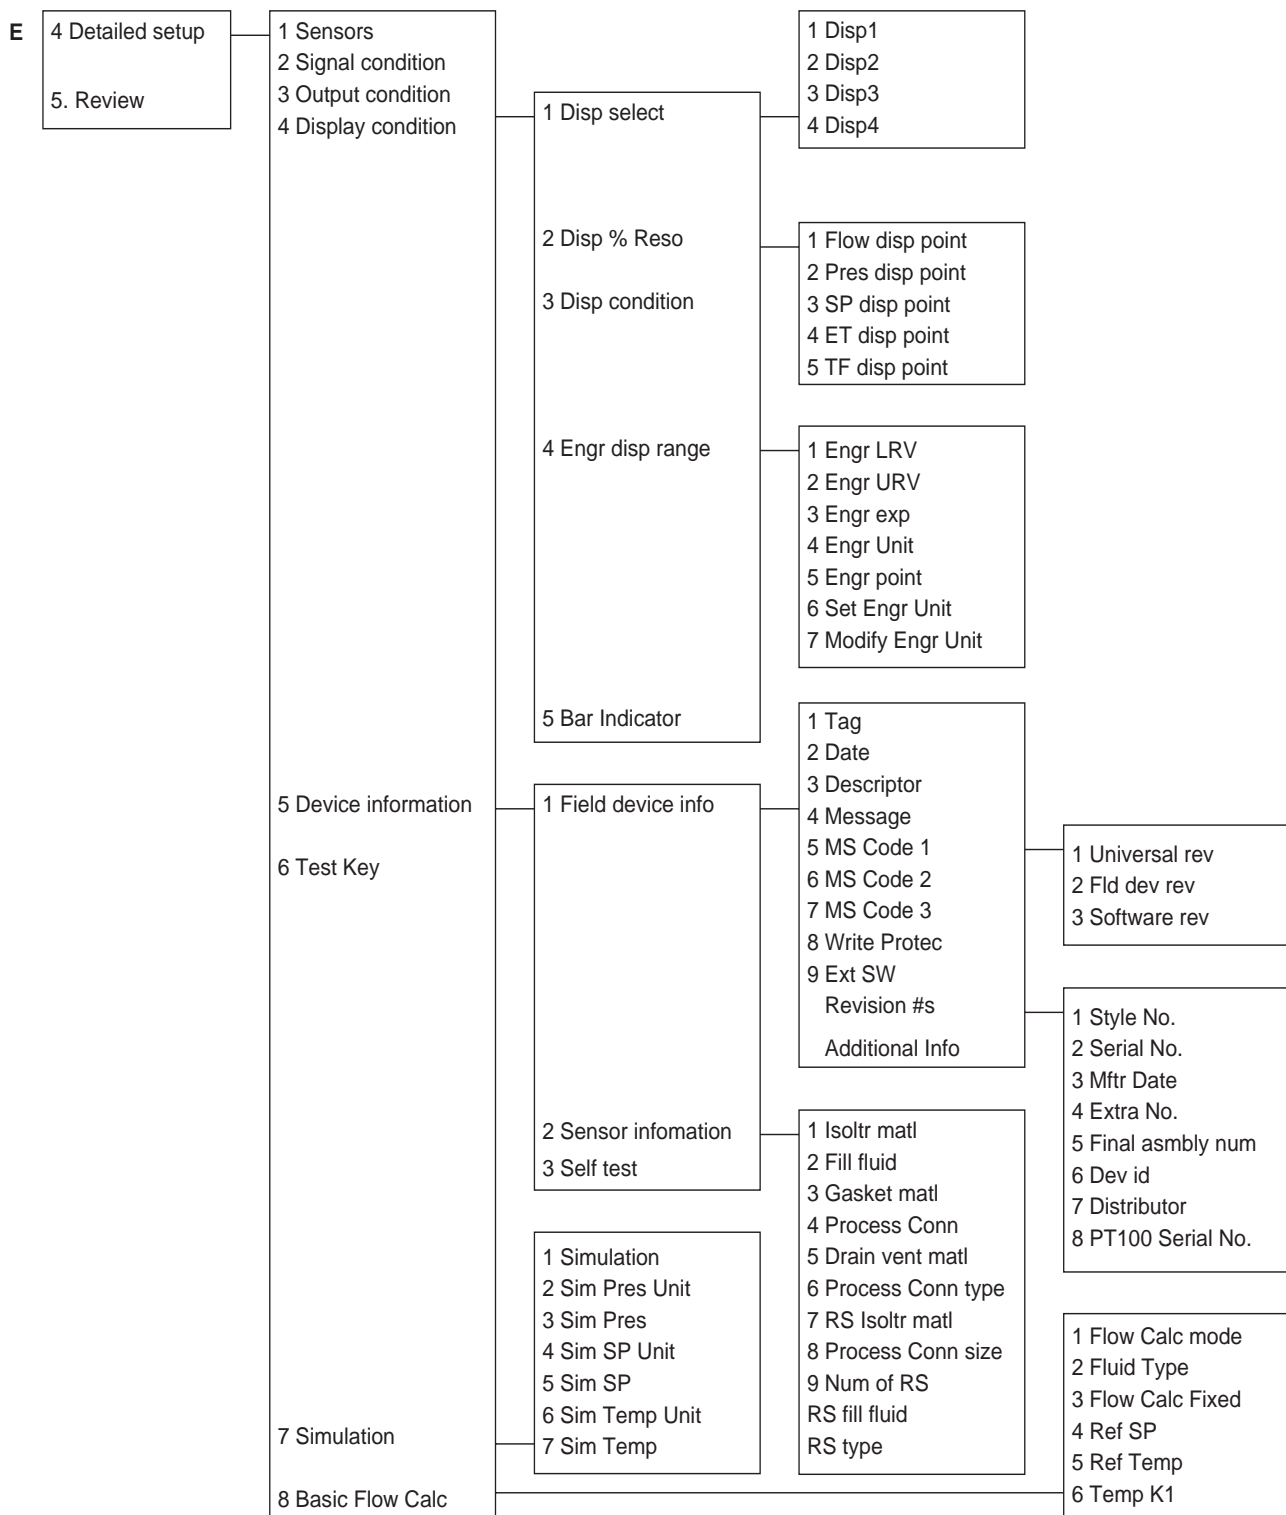 E
4 Detailed setup
5. Review
1 Sensors
2 Signal condition
3 Output condition
4 Display condition
5 Device information
6 Test Key
7 Simulation
8 Basic Flow Calc
1 Disp select
2 Disp % Reso
3 Disp condition
4 Engr disp range
5 Bar Indicator
1 Disp1
2 Disp2
3 Disp3
4 Disp4
1 Flow disp point
2 Pres disp point
3 SP disp point
4 ET disp point
5 TF disp point
1 Engr LRV
2 Engr URV
3 Engr exp
4 Engr Unit
5 Engr point
6 Set Engr Unit
7 Modify Engr Unit
1 Field device info
2 Sensor infomation
3 Self test
1 Tag
2 Date
3 Descriptor
4 Message
5 MS Code 1
6 MS Code 2
7 MS Code 3
8 Write Protec
9 Ext SW
Revision #s
Additional Info
1 Universal rev
2 Fld dev rev
3 Software rev
1 Style No.
2 Serial No.
3 Mftr Date
4 Extra No.
5 Final asmbly num
6 Dev id
7 Distributor
8 PT100 Serial No.
1 Isoltr matl
2 Fill fluid
3 Gasket matl
4 Process Conn
5 Drain vent matl
6 Process Conn type
7 RS Isoltr matl
8 Process Conn size
9 Num of RS
RS fill fluid
RS type
1 Simulation
2 Sim Pres Unit
3 Sim Pres
4 Sim SP Unit
5 Sim SP
6 Sim Temp Unit
7 Sim Temp
1 Flow Calc mode
2 Fluid Type
3 Flow Calc Fixed
4 Ref SP
5 Ref Temp
6 Temp K1